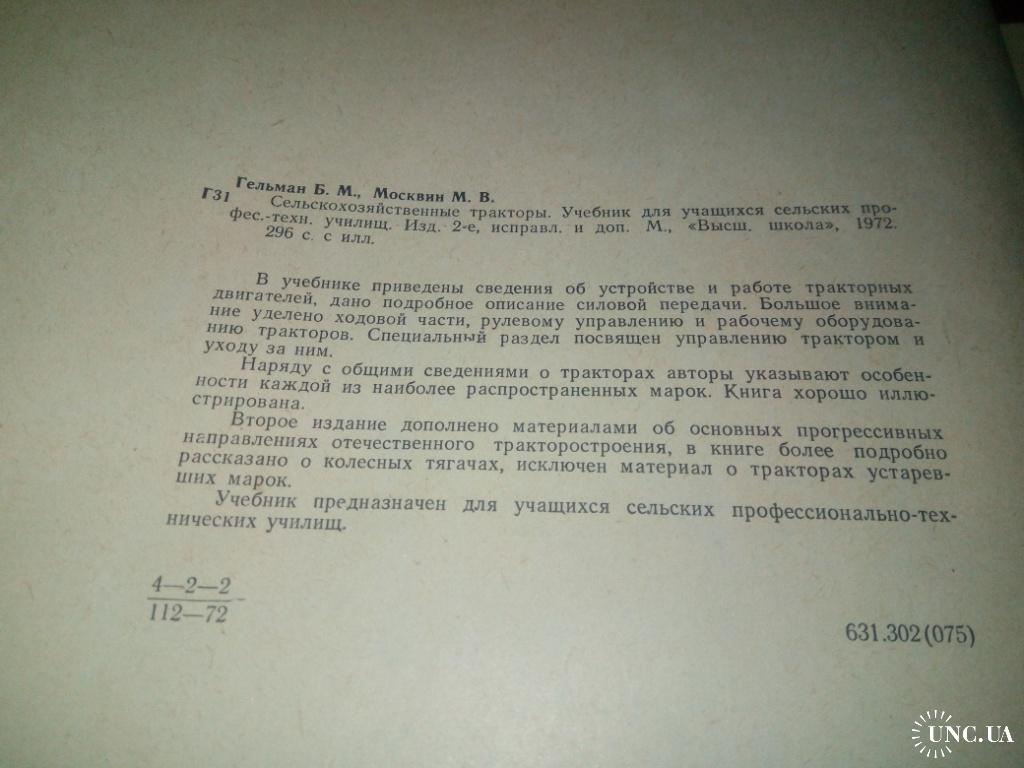 Гельман Б. М., Москвин М. В.
Г31
Сельскохозяйственные тракторы. Учебник для учащихся сельских про-
фес.-техн. училищ. Изд. 2-е, исправл. и доп. М., «Высш. школа», 1972.
296 с. с илл.
В учебнике приведены сведения об устройстве и работе тракторных
двигателей, дано подробное описание силовой передачи. Большое внима-
ние уделено ходовой части, рулевому управлению и рабочему оборудова-
нию тракторов. Специальный раздел посвящен управлению трактором и
уходу за ним.
Наряду с общими сведениями о тракторах авторы указывают особен-
ности каждой из наиболее распространенных марок. Книга хорошо иллю-
стрирована.
Второе издание дополнено материалами об основных прогрессивных
направлениях отечественного тракторостроения, в книге более подробно
рассказано о колесных тягачах, исключен материал о тракторах устарев-
ших марок.
Учебник предназначен для учащихся сельских профессионально-тех-
нических училищ.
4—2—2
112—72
631.302(075)
UNC.UA